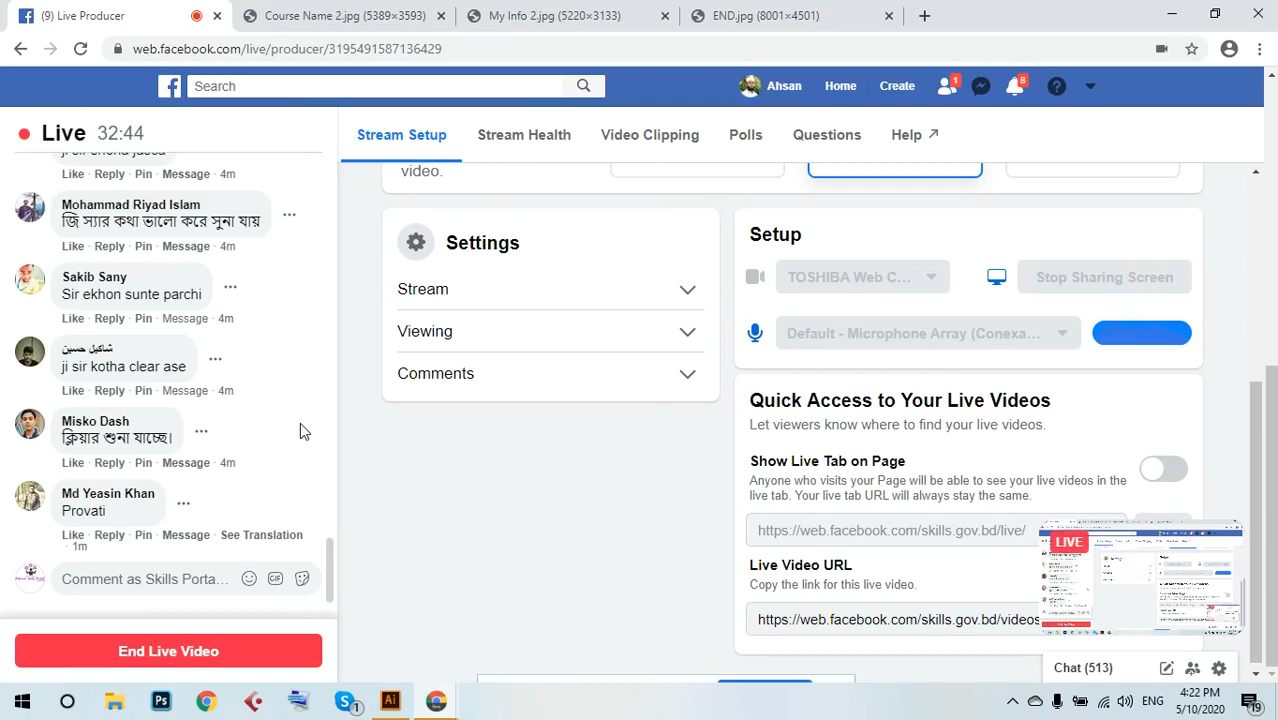 (4) Live Producer
Course Name 2.jpg (5389×3593)
My Info 2.jpg (5220×3133)
END.jpg (8001×4501)
web.facebook.com/live/producer/3195491587136429
Search
Ahsan
Home
Create
1
8
Live 32:44
Stream Setup
Stream Health
Video Clipping
Polls
Questions
Help
Like · Reply · Pin · Message · 4m
Mohammad Riyad Islam
জি স্যার কথা ভালো করে সুনা যায়
Like · Reply · Pin · Message · 4m
Sakib Sany
Sir ekhon sunte parchi
Like · Reply · Pin · Message · 4m
شاكيل حسين
ji sir kotha clear ase
Like · Reply · Pin · Message · 4m
Misko Dash
ক্লিয়ার শুনা যাচ্ছে।
Like · Reply · Pin · Message · 4m
Md Yeasin Khan
Provati
Like · Reply · Pin · Message · See Translation
· 1m
Comment as Skills Porta...
GIF
End Live Video
video.
Settings
Stream
Viewing
Comments
Setup
TOSHIBA Web C...
Stop Sharing Screen
Default - Microphone Array (Conexa...
Quick Access to Your Live Videos
Let viewers know where to find your live videos.
Show Live Tab on Page
Anyone who visits your Page will be able to see your live videos in the
live tab. Your live tab URL will always stay the same.
https://web.facebook.com/skills.gov.bd/live/
LIVE
Live Video URL
Copy the link for this live video.
https://web.facebook.com/skills.gov.bd/videos
Chat (513)
Ps
1
Ai
ENG
4:22 PM
5/10/2020
19